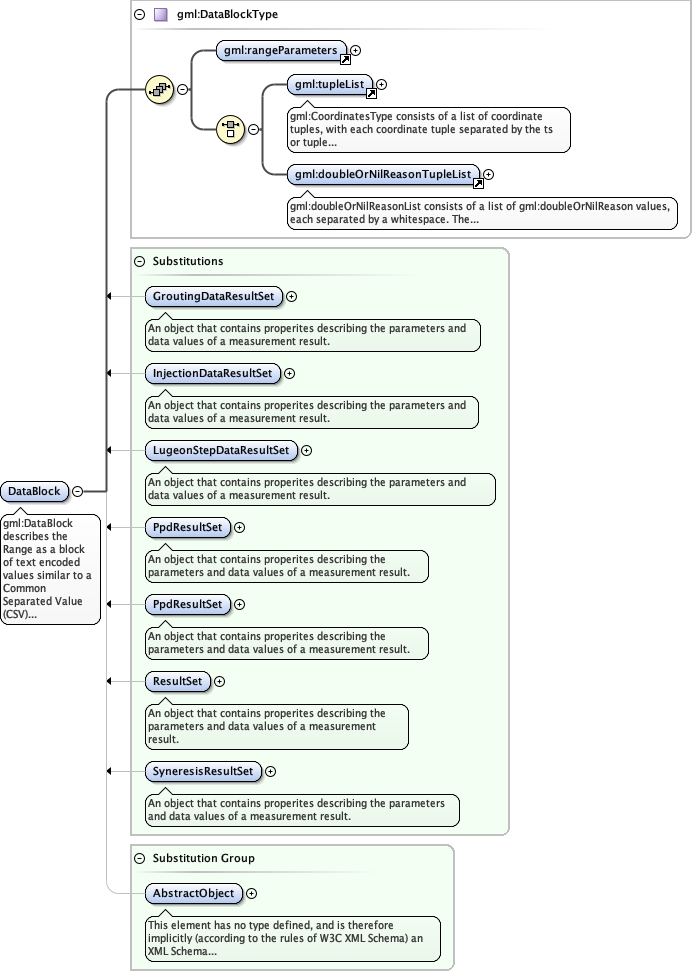 gml:DataBlockType
gml:rangeParameters
gml:tupleList
gml:CoordinatesType consists of a list of coordinate
tuples, with each coordinate tuple separated by the ts
or tuple...
gml:doubleOrNilReasonTupleList
gml:doubleOrNilReasonList consists of a list of gml:doubleOrNilReason values,
each separated by a whitespace. The...
Substitutions
GroutingDataResultSet
An object that contains properites describing the parameters and
data values of a measurement result.
InjectionDataResultSet
An object that contains properites describing the parameters and
data values of a measurement result.
LugeonStepDataResultSet
An object that contains properites describing the parameters and
data values of a measurement result.
DataBlock
gml:DataBlock
describes the
Range as a block
of text encoded
values similar to a
Common
Separated Value
(CSV)...
PpdResultSet
An object that contains properites describing the
parameters and data values of a measurement result.
PpdResultSet
An object that contains properites describing the
parameters and data values of a measurement result.
ResultSet
An object that contains properites describing the
parameters and data values of a measurement
result.
SyneresisResultSet
An object that contains properites describing the parameters
and data values of a measurement result.
Substitution Group
AbstractObject
This element has no type defined, and is therefore
implicitly (according to the rules of W3C XML Schema) an
XML Schema...